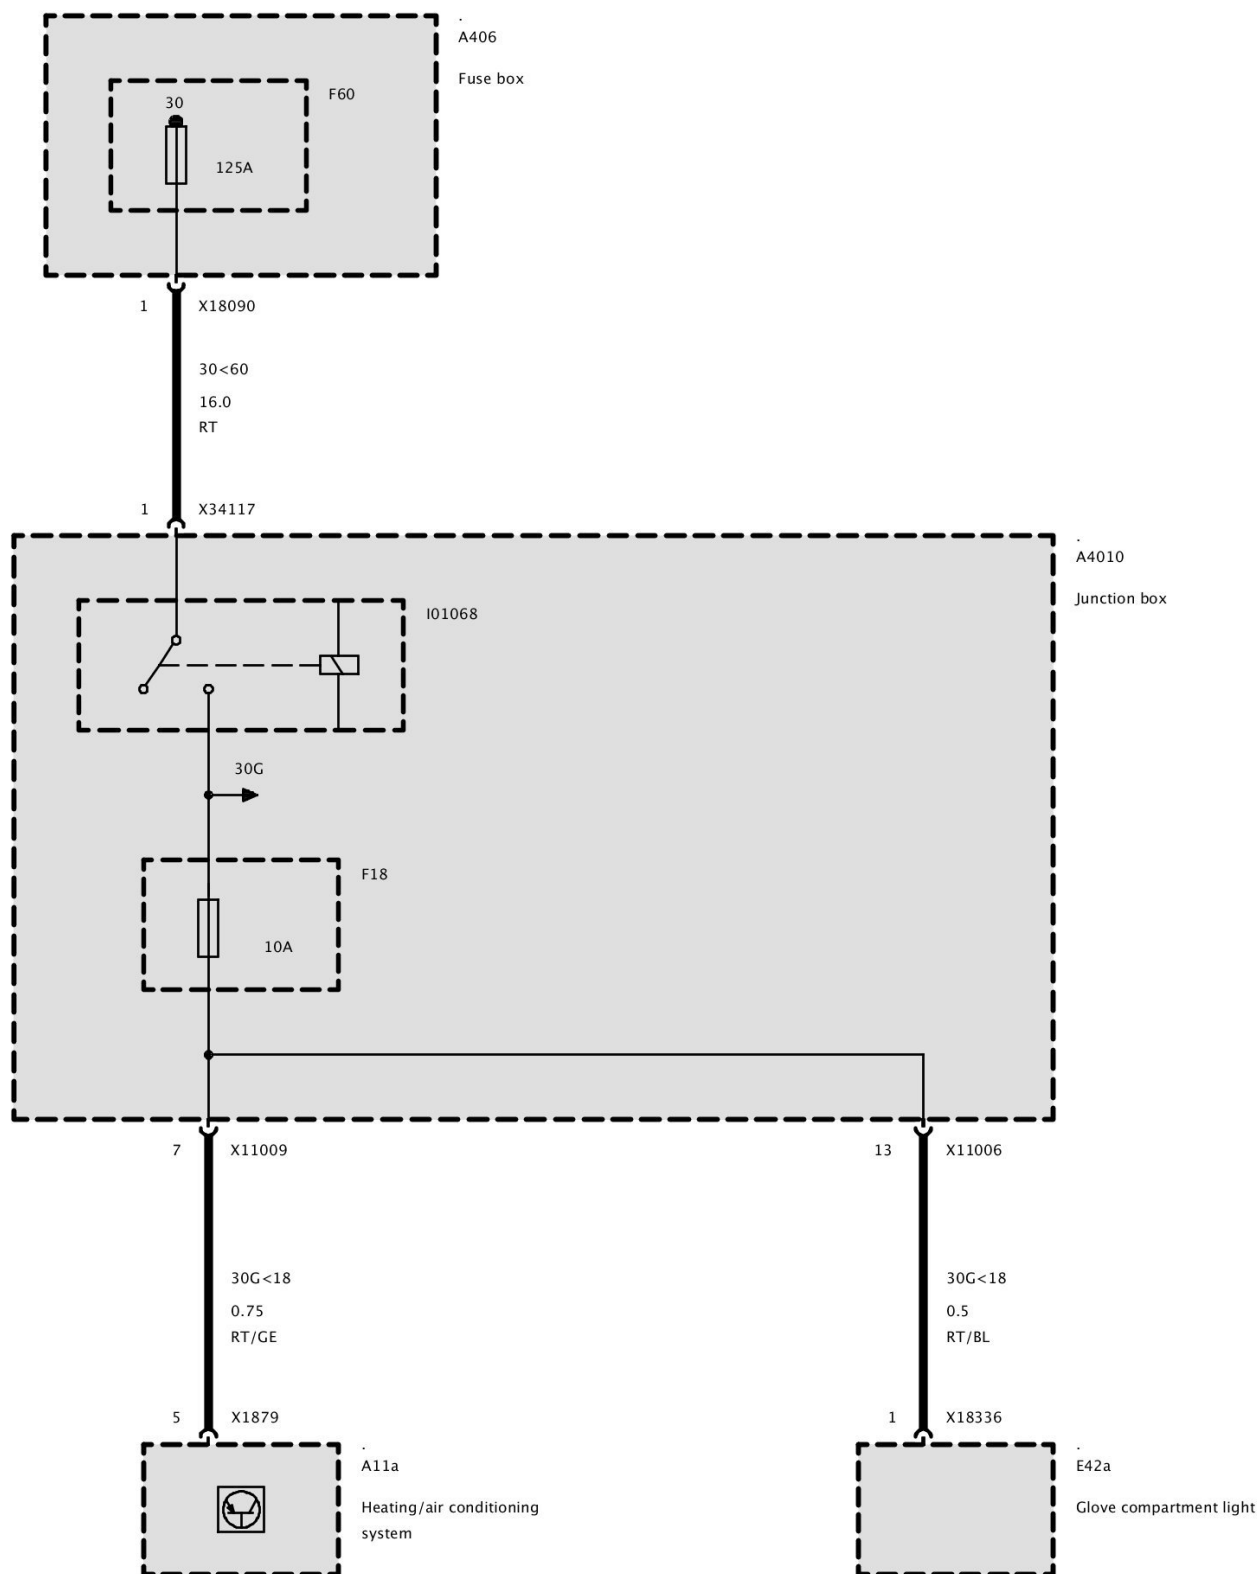 .
A406
Fuse box
F60
30
125A
1 X18090
30<60
16.0
RT
1 X34117
.
A4010
Junction box
I01068
30G
F18
10A
7 X11009
13 X11006
30G<18
0.75
RT/GE
30G<18
0.5
RT/BL
5 X1879
1 X18336
.
A11a
Heating/air conditioning
system
.
E42a
Glove compartment light